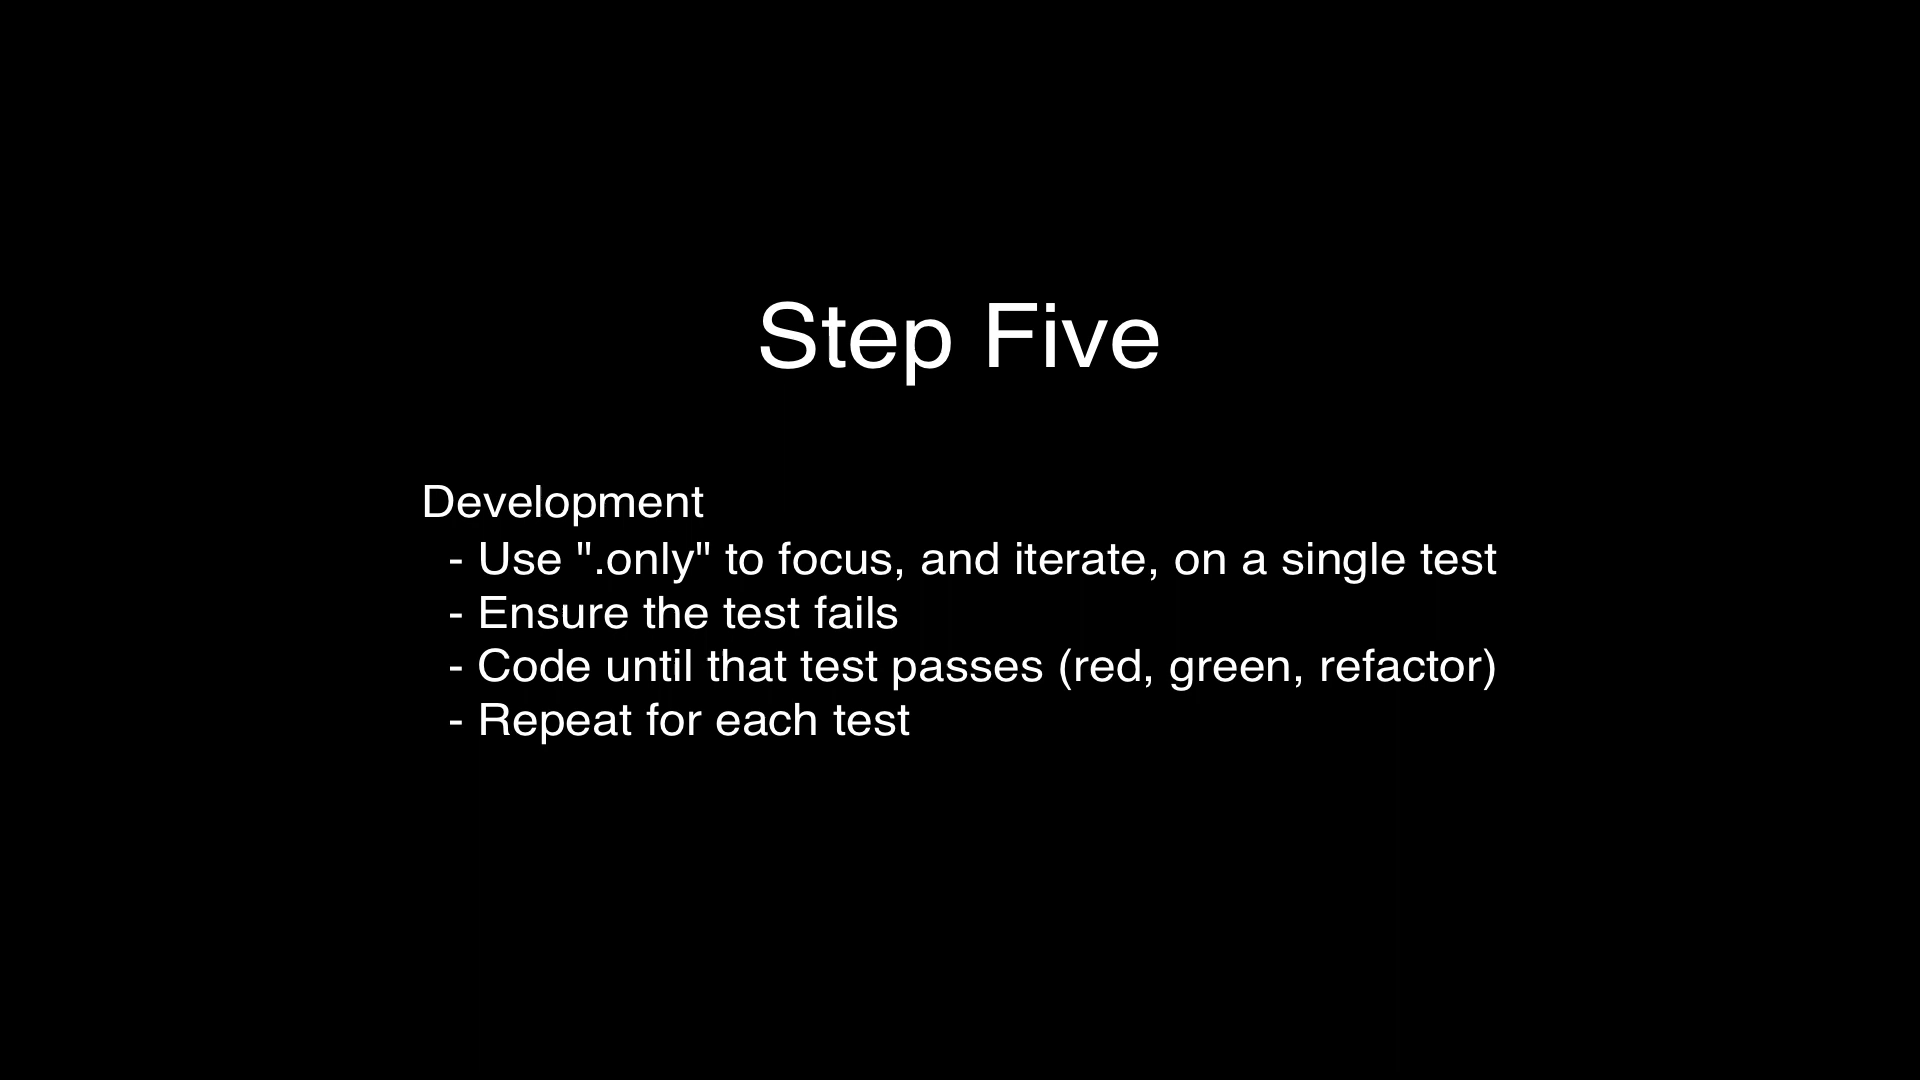 Step Five
Development
- Use ".only" to focus, and iterate, on a single test
- Ensure the test fails
- Code until that test passes (red, green, refactor)
- Repeat for each test